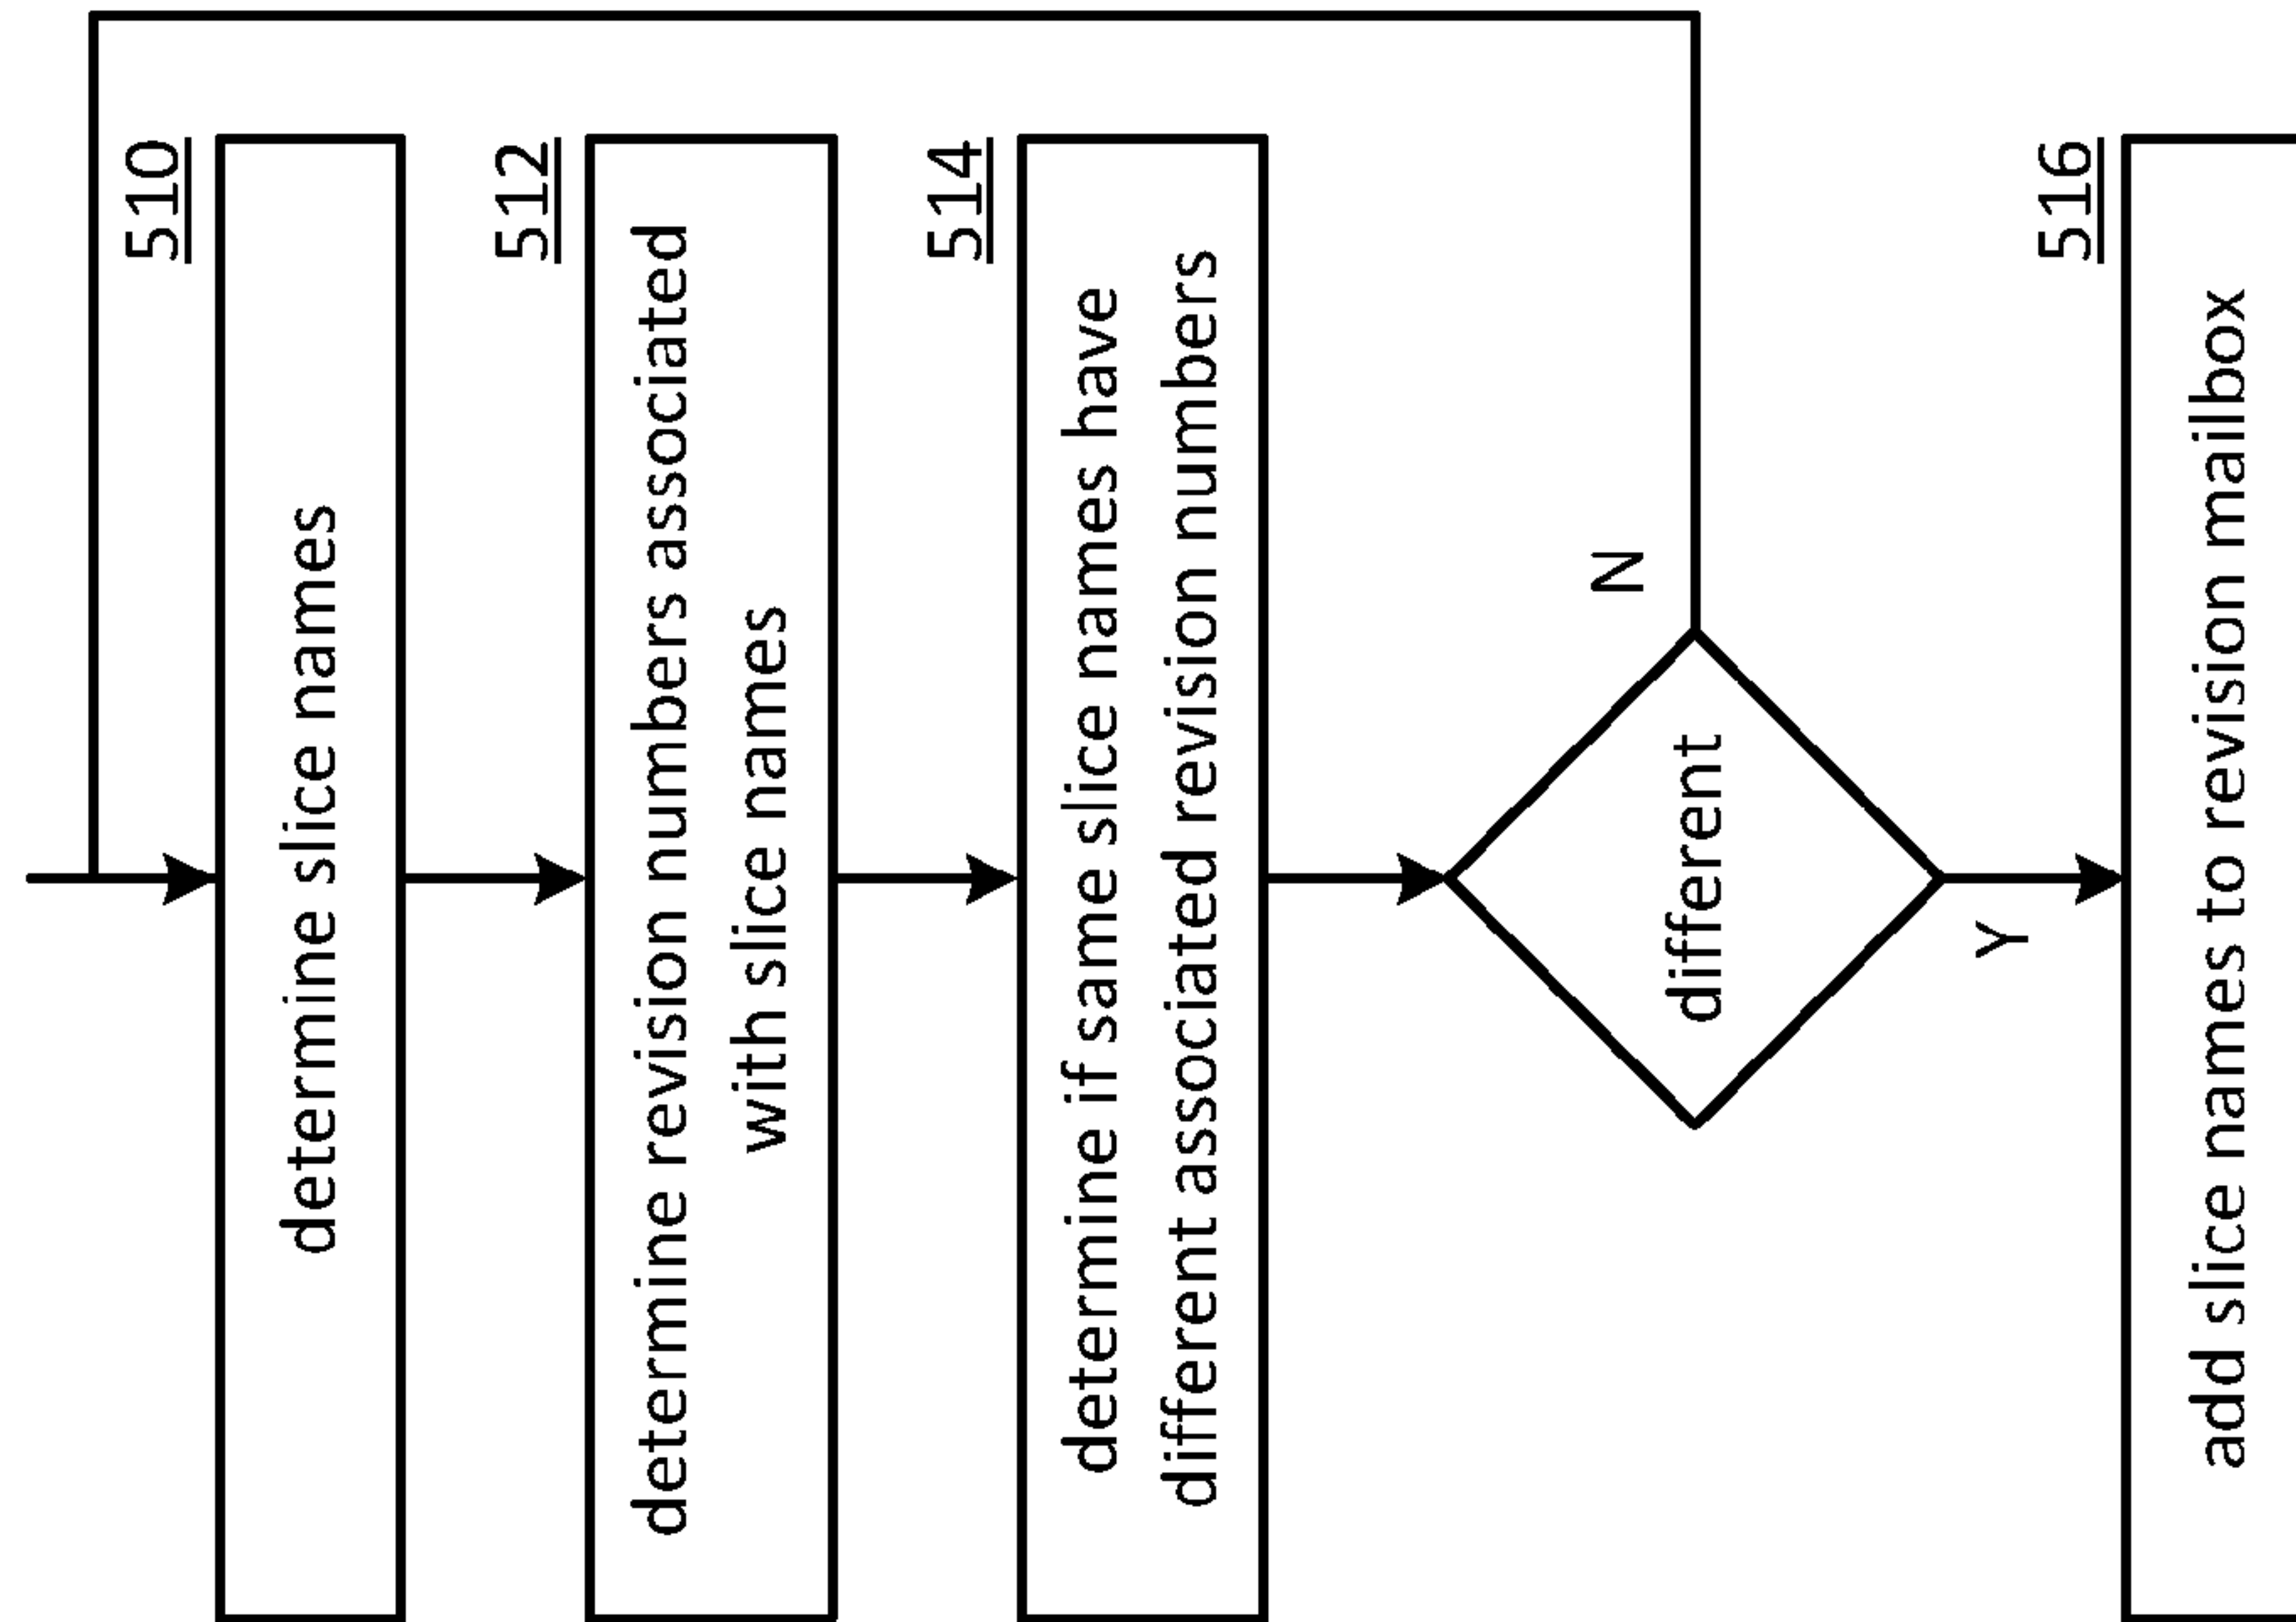 510
determine slice names
512
determine revision numbers associated
with slice names
514
determine if same slice names have
different associated revision numbers
different
N
Y
516
add slice names to revision mailbox